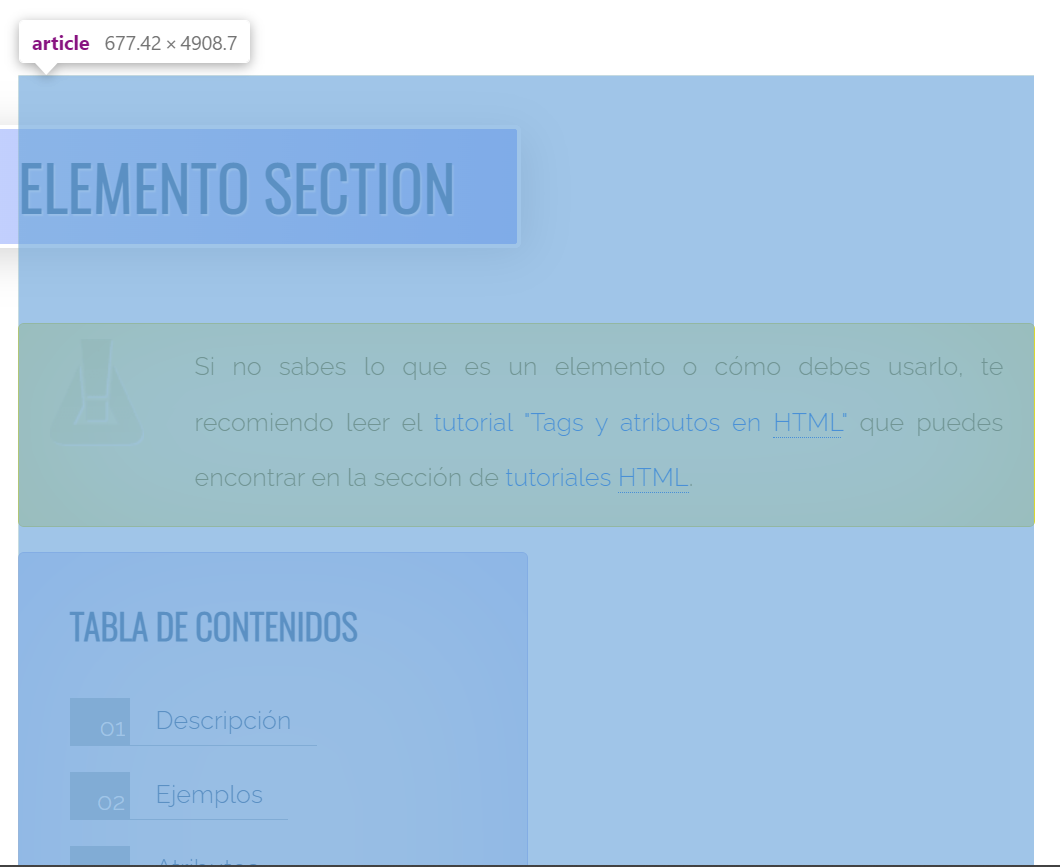 article 677.42 × 4908.7
ELEMENTO SECTION
Si no sabes lo que es un elemento o cómo debes usarlo, te
recomiendo leer el tutorial "Tags y atributos en HTML" que puedes
encontrar en la sección de tutoriales HTML.
TABLA DE CONTENIDOS
01 Descripción
02 Ejemplos
Atributos